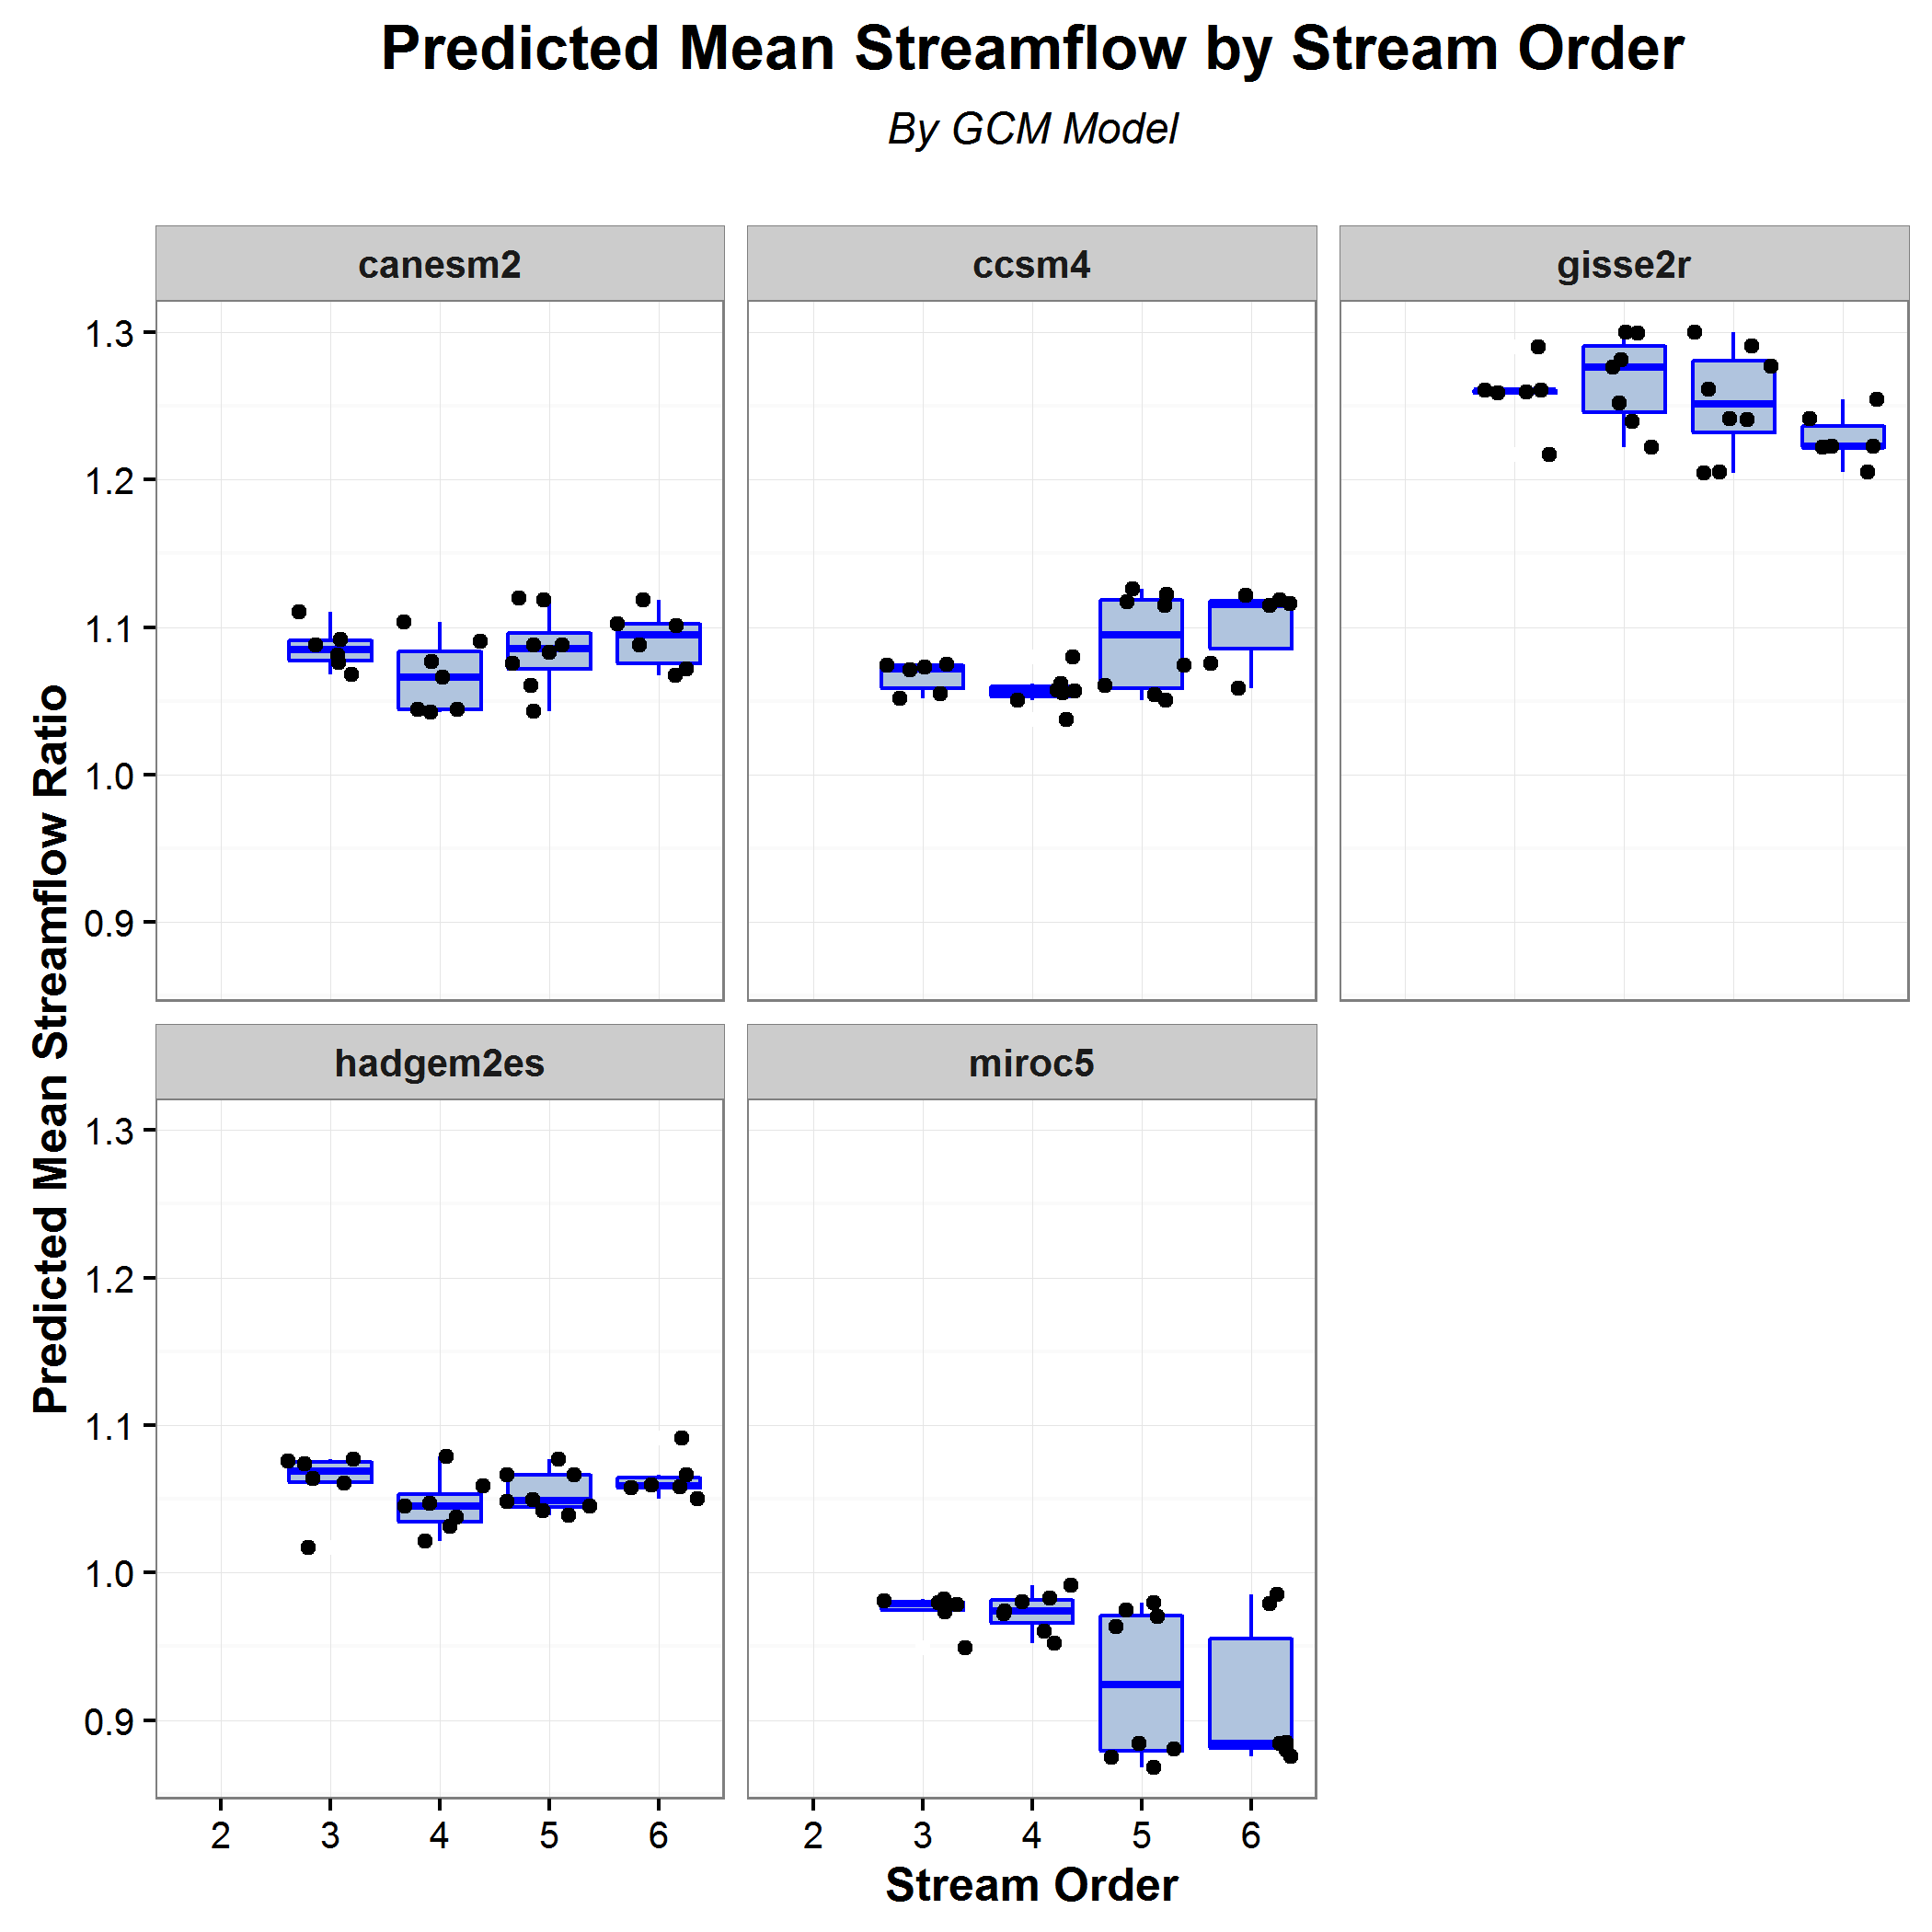 Predicted Mean Streamflow by Stream Order
By GCM Model
canesm2
ccsm4
gisse2r
1.3
1.2
1.1
1.0
0.9
Predicted Mean Streamflow Ratio
hadgem2es
miroc5
1.3
1.2
1.1
1.0
0.9
2 3 4 5 6
2 3 4 5 6
Stream Order